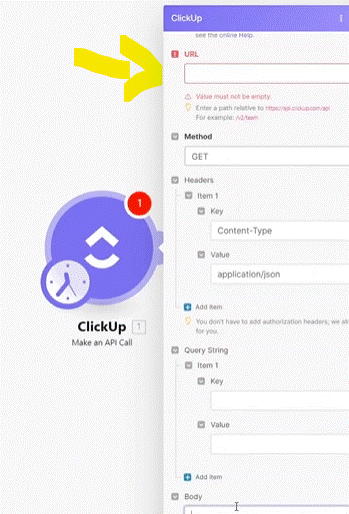 ClickUp
see the online Help.
URL
Value must not be empty.
Enter a path relative to https://api.clickup.com/api
For example: /v2/team
Method
GET
Headers
Item 1
Key
Content-Type
Value
application/json
Add item
You don't have to add authorization headers; we al
for you.
Query String
Item 1
Key
Value
Add item
Body
1
ClickUp 1
Make an API Call